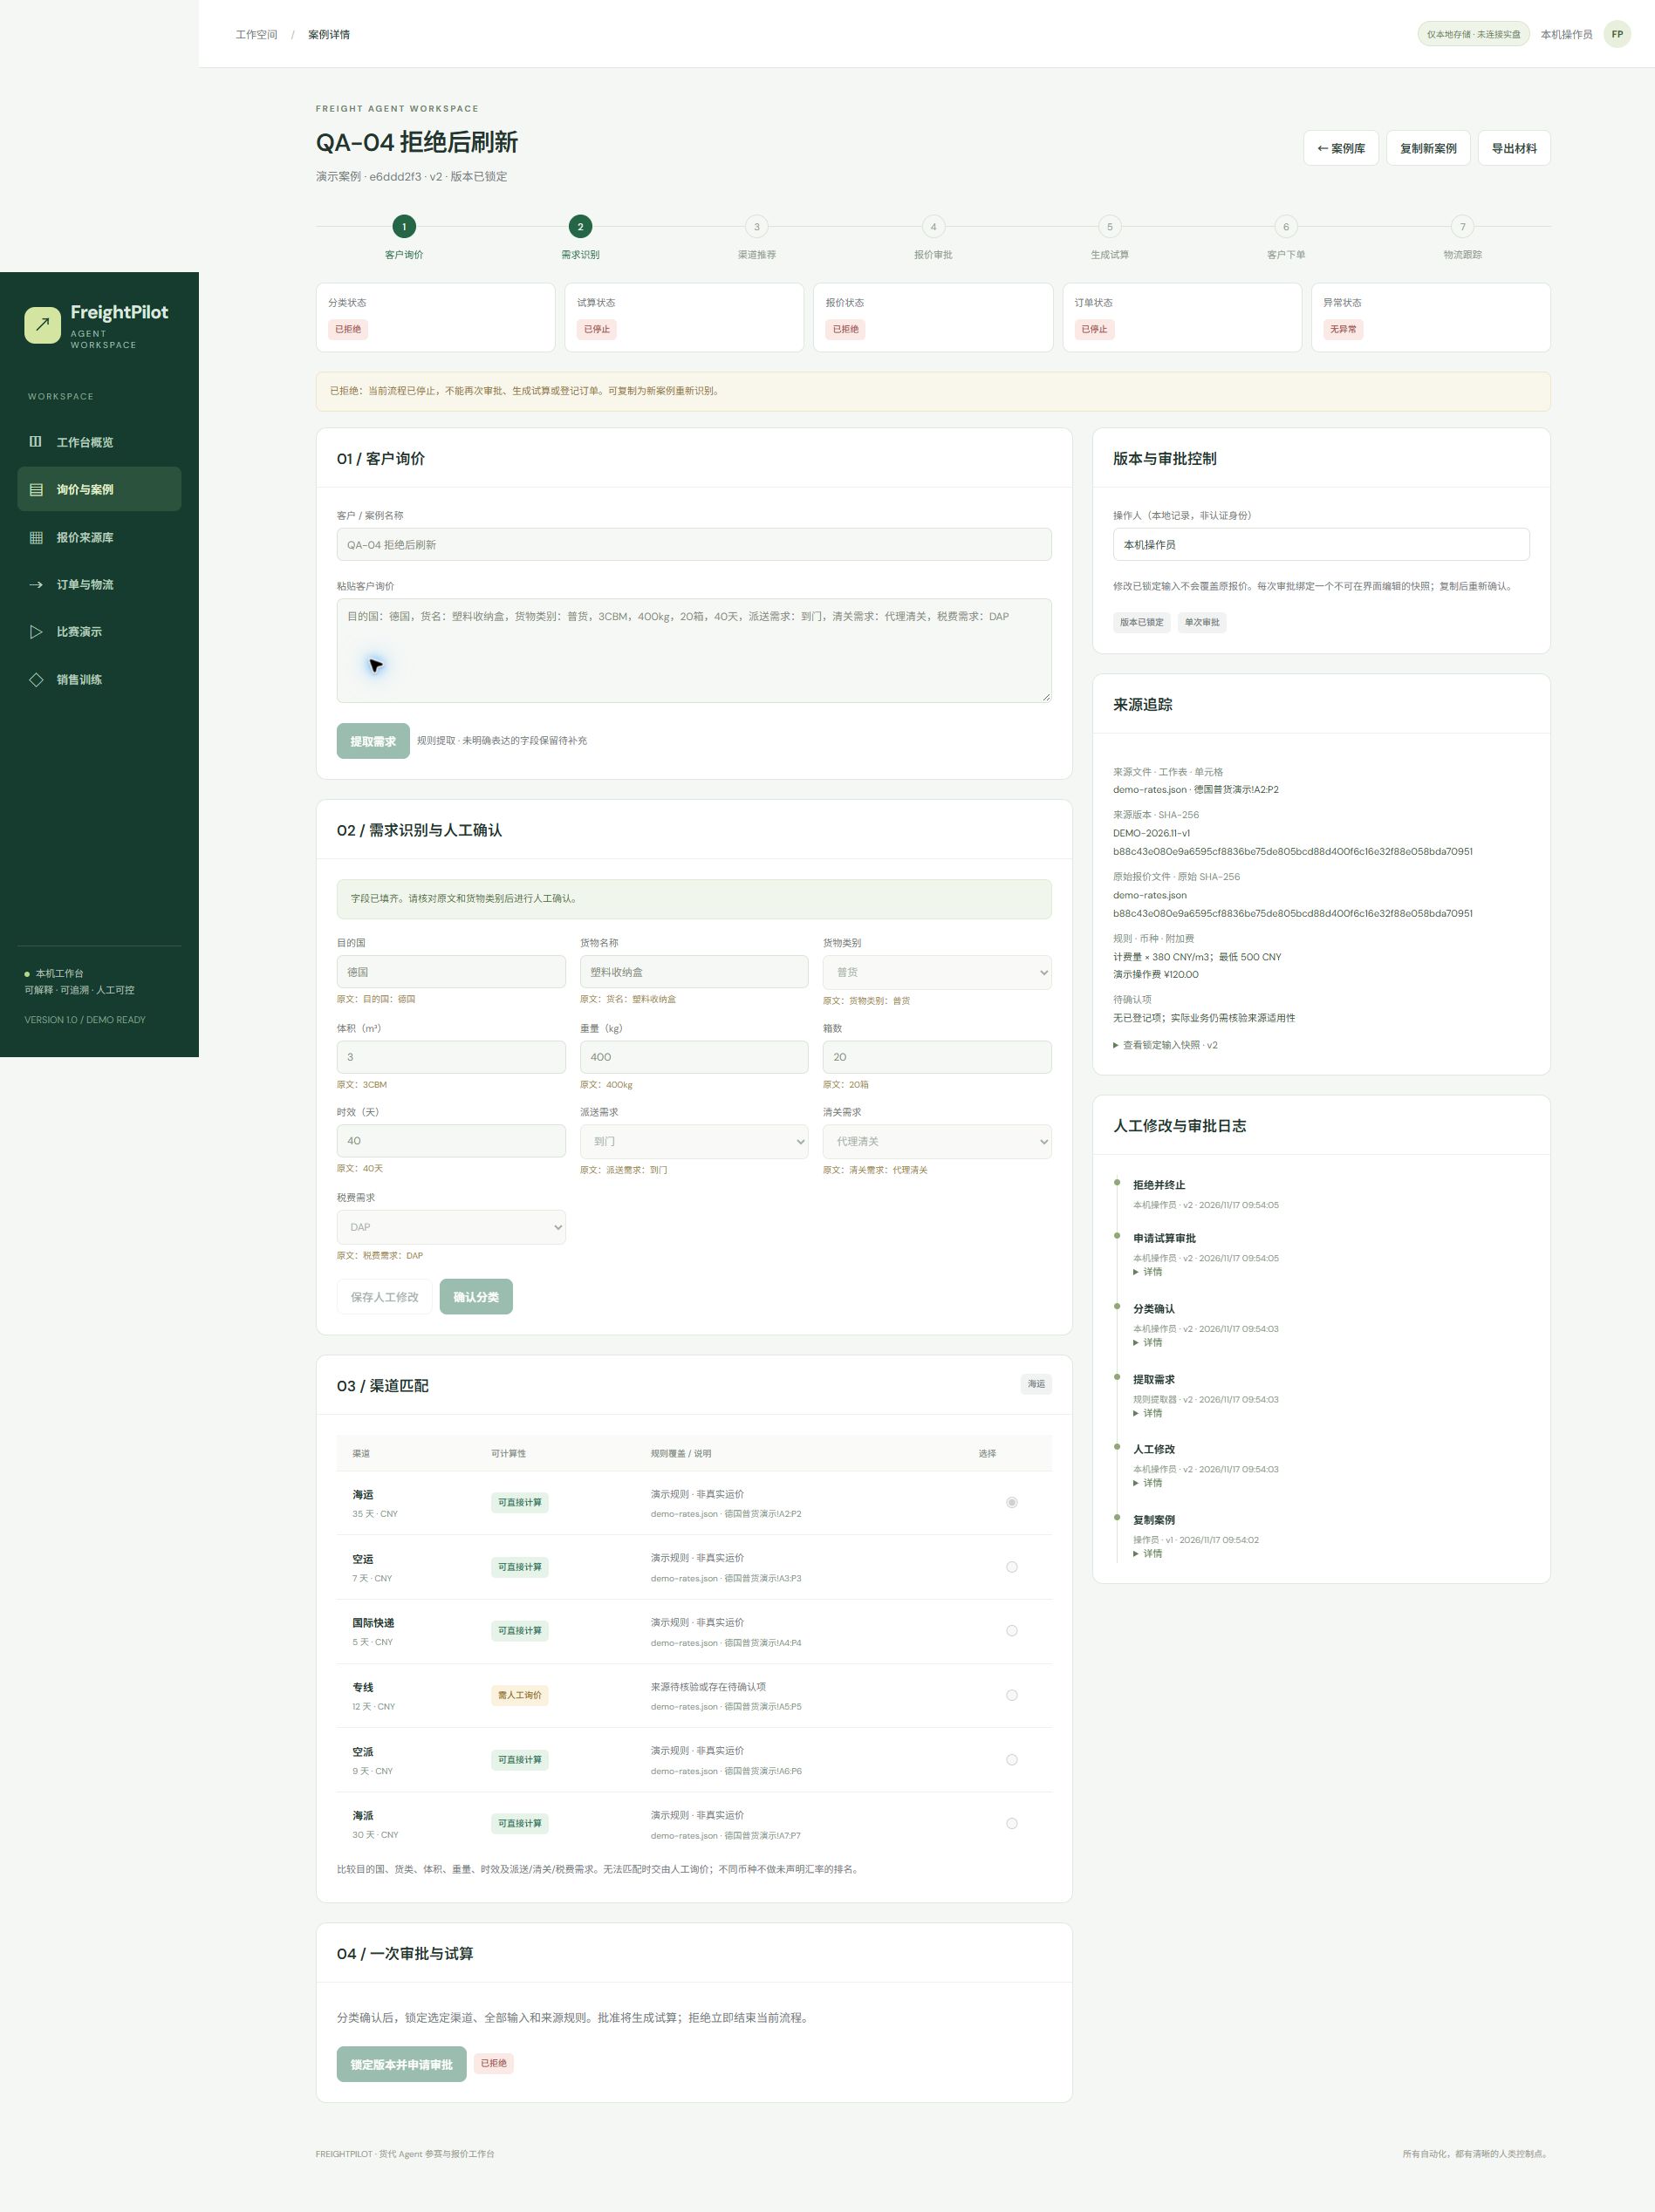 工作空间 / 案例详情
仅本地存储 · 未连接实盘 本机操作员 FP
FreightPilot
AGENT
WORKSPACE
WORKSPACE
工作台概览
询价与案例
报价来源库
订单与物流
比赛演示
销售训练
本机工作台
可解释 · 可追溯 · 人工可控
VERSION 1.0 / DEMO READY
FREIGHT AGENT WORKSPACE
QA-04 拒绝后刷新
演示案例 · e6ddd2f3 · v2 · 版本已锁定
← 案例库 复制新案例 导出材料
1 2 3 4 5 6 7
客户询价 需求识别 渠道推荐 报价审批 生成试算 客户下单 物流跟踪
分类状态 试算状态 报价状态 订单状态 异常状态
已拒绝 已停止 已拒绝 已停止 无异常
已拒绝：当前流程已停止，不能再次审批、生成试算或登记订单。可复制为新案例重新识别。
01 / 客户询价
客户 / 案例名称
QA-04 拒绝后刷新
粘贴客户询价
目的国：德国，货名：塑料收纳盒，货物类别：普货，3CBM，400kg，20箱，40天，派送需求：到门，清关需求：代理清关，税费需求：DAP
提取需求 规则提取 · 未明确表达的字段保留待补充
02 / 需求识别与人工确认
字段已填齐。请核对原文和货物类别后进行人工确认。
目的国 货物名称 货物类别
德国 塑料收纳盒 普货
原文：目的国：德国 原文：货名：塑料收纳盒 原文：货物类别：普货
体积（m³） 重量（kg） 箱数
3 400 20
原文：3CBM 原文：400kg 原文：20箱
时效（天） 派送需求 清关需求
40 到门 代理清关
原文：40天 原文：派送需求：到门 原文：清关需求：代理清关
税费需求
DAP
原文：税费需求：DAP
保存人工修改 确认分类
03 / 渠道匹配 海运
渠道 可计算性 规则覆盖 / 说明 选择
海运 可直接计算 演示规则 · 非真实运价
35 天 · CNY demo-rates.json · 德国普货演示!A2:P2
空运 可直接计算 演示规则 · 非真实运价
7 天 · CNY demo-rates.json · 德国普货演示!A3:P3
国际快递 可直接计算 演示规则 · 非真实运价
5 天 · CNY demo-rates.json · 德国普货演示!A4:P4
专线 需人工询价 来源待核验或存在待确认项
12 天 · CNY demo-rates.json · 德国普货演示!A5:P5
空派 可直接计算 演示规则 · 非真实运价
9 天 · CNY demo-rates.json · 德国普货演示!A6:P6
海派 可直接计算 演示规则 · 非真实运价
30 天 · CNY demo-rates.json · 德国普货演示!A7:P7
比较目的国、货类、体积、重量、时效及派送/清关/税费需求。无法匹配时交由人工询价；不同币种不做未声明汇率的排名。
04 / 一次审批与试算
分类确认后，锁定选定渠道、全部输入和来源规则。批准将生成试算；拒绝立即结束当前流程。
锁定版本并申请审批 已拒绝
版本与审批控制
操作人（本地记录，非认证身份）
本机操作员
修改已锁定输入不会覆盖原报价。每次审批绑定一个不可在界面编辑的快照；复制后重新确认。
版本已锁定 单次审批
来源追踪
来源文件 · 工作表 · 单元格
demo-rates.json · 德国普货演示!A2:P2
来源版本 · SHA-256
DEMO-2026.11-v1
b88c43e080e9a6595cf8836be75de805bcd88d400f6c16e32f88e058bda70951
原始报价文件 · 原始 SHA-256
demo-rates.json
b88c43e080e9a6595cf8836be75de805bcd88d400f6c16e32f88e058bda70951
规则 · 币种 · 附加费
计费量 × 380 CNY/m3；最低 500 CNY
演示操作费 ¥120.00
待确认项
无已登记项；实际业务仍需核验来源适用性
▶ 查看锁定输入快照 · v2
人工修改与审批日志
拒绝并终止
本机操作员 · v2 · 2026/11/17 09:54:05
申请试算审批
本机操作员 · v2 · 2026/11/17 09:54:05
▶ 详情
分类确认
本机操作员 · v2 · 2026/11/17 09:54:03
▶ 详情
提取需求
规则提取器 · v2 · 2026/11/17 09:54:03
▶ 详情
人工修改
本机操作员 · v2 · 2026/11/17 09:54:03
▶ 详情
复制案例
操作员 · v1 · 2026/11/17 09:54:02
▶ 详情
FREIGHTPILOT · 货代 Agent 参赛与报价工作台
所有自动化，都有清晰的人类控制点。